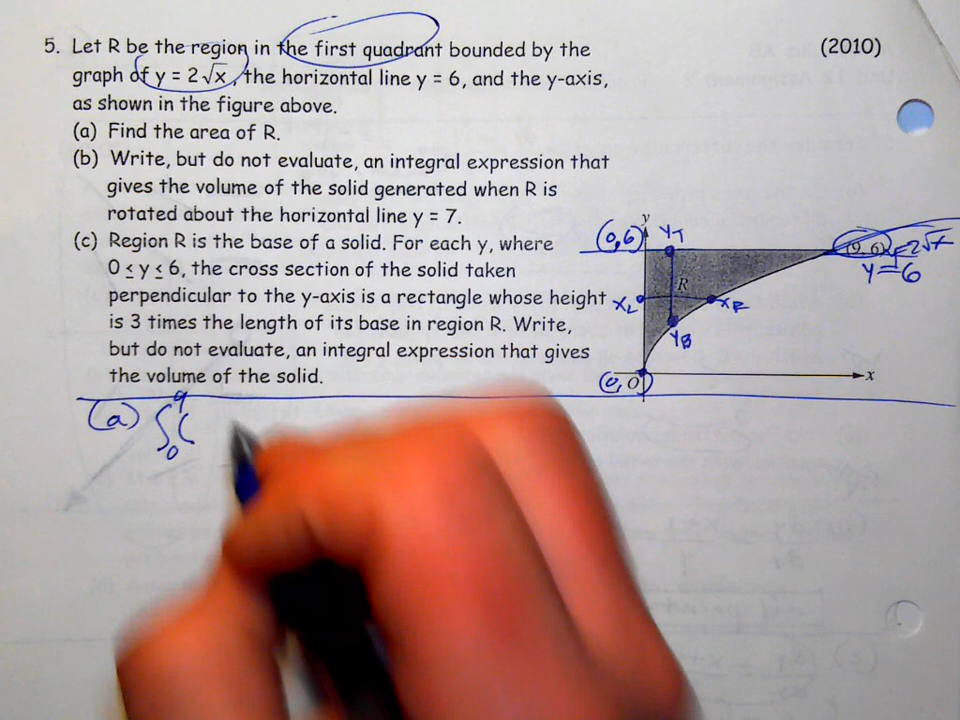 5. Let R be the region in the first quadrant bounded by the (2010)
graph of y = 2√x, the horizontal line y = 6, and the y-axis,
as shown in the figure above.
(a) Find the area of R.
(b) Write, but do not evaluate, an integral expression that
gives the volume of the solid generated when R is
rotated about the horizontal line y = 7.
(c) Region R is the base of a solid. For each y, where
0 ≤ y ≤ 6, the cross section of the solid taken
perpendicular to the y-axis is a rectangle whose height
is 3 times the length of its base in region R. Write,
but do not evaluate, an integral expression that gives
the volume of the solid.
y
(0,6) YT (9, 6) y=2√x
y=6
R
XL XR
YB
(0, O) x
(a) ∫₀⁹ (